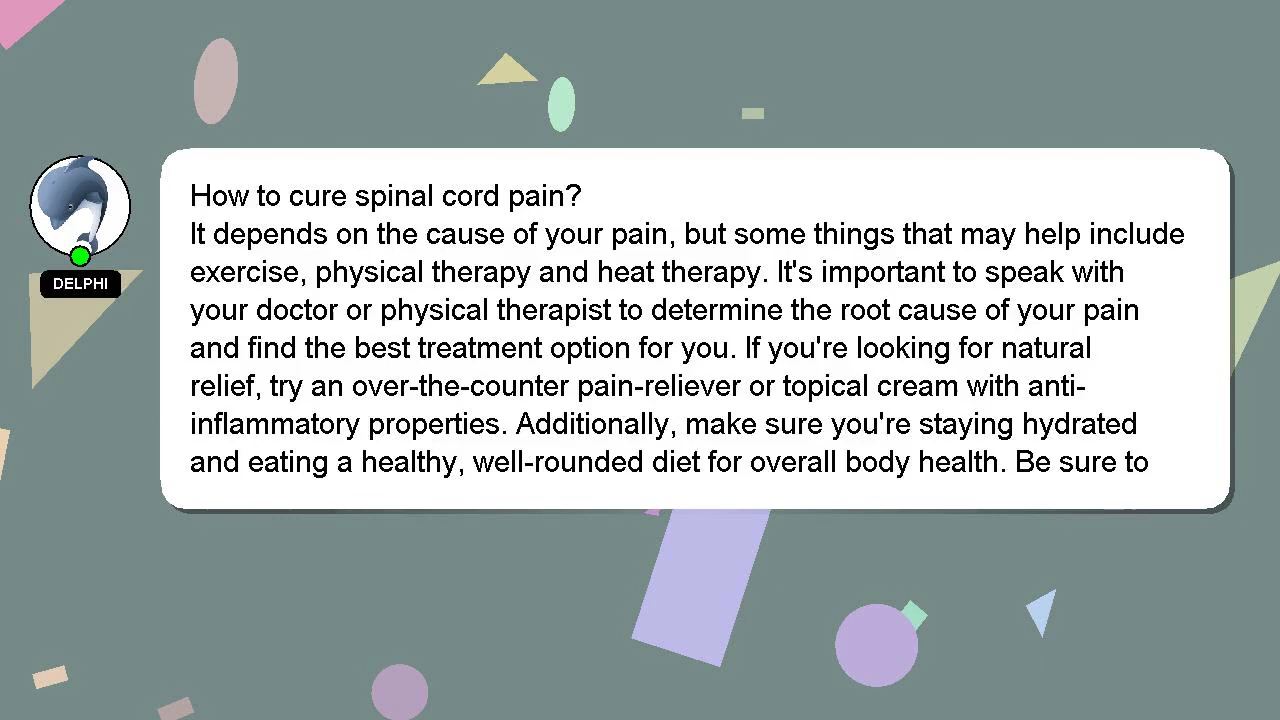 How to cure spinal cord pain?
It depends on the cause of your pain, but some things that may help include
exercise, physical therapy and heat therapy. It's important to speak with
your doctor or physical therapist to determine the root cause of your pain
and find the best treatment option for you. If you're looking for natural
relief, try an over-the-counter pain-reliever or topical cream with anti-
inflammatory properties. Additionally, make sure you're staying hydrated
and eating a healthy, well-rounded diet for overall body health. Be sure to
DELPHI